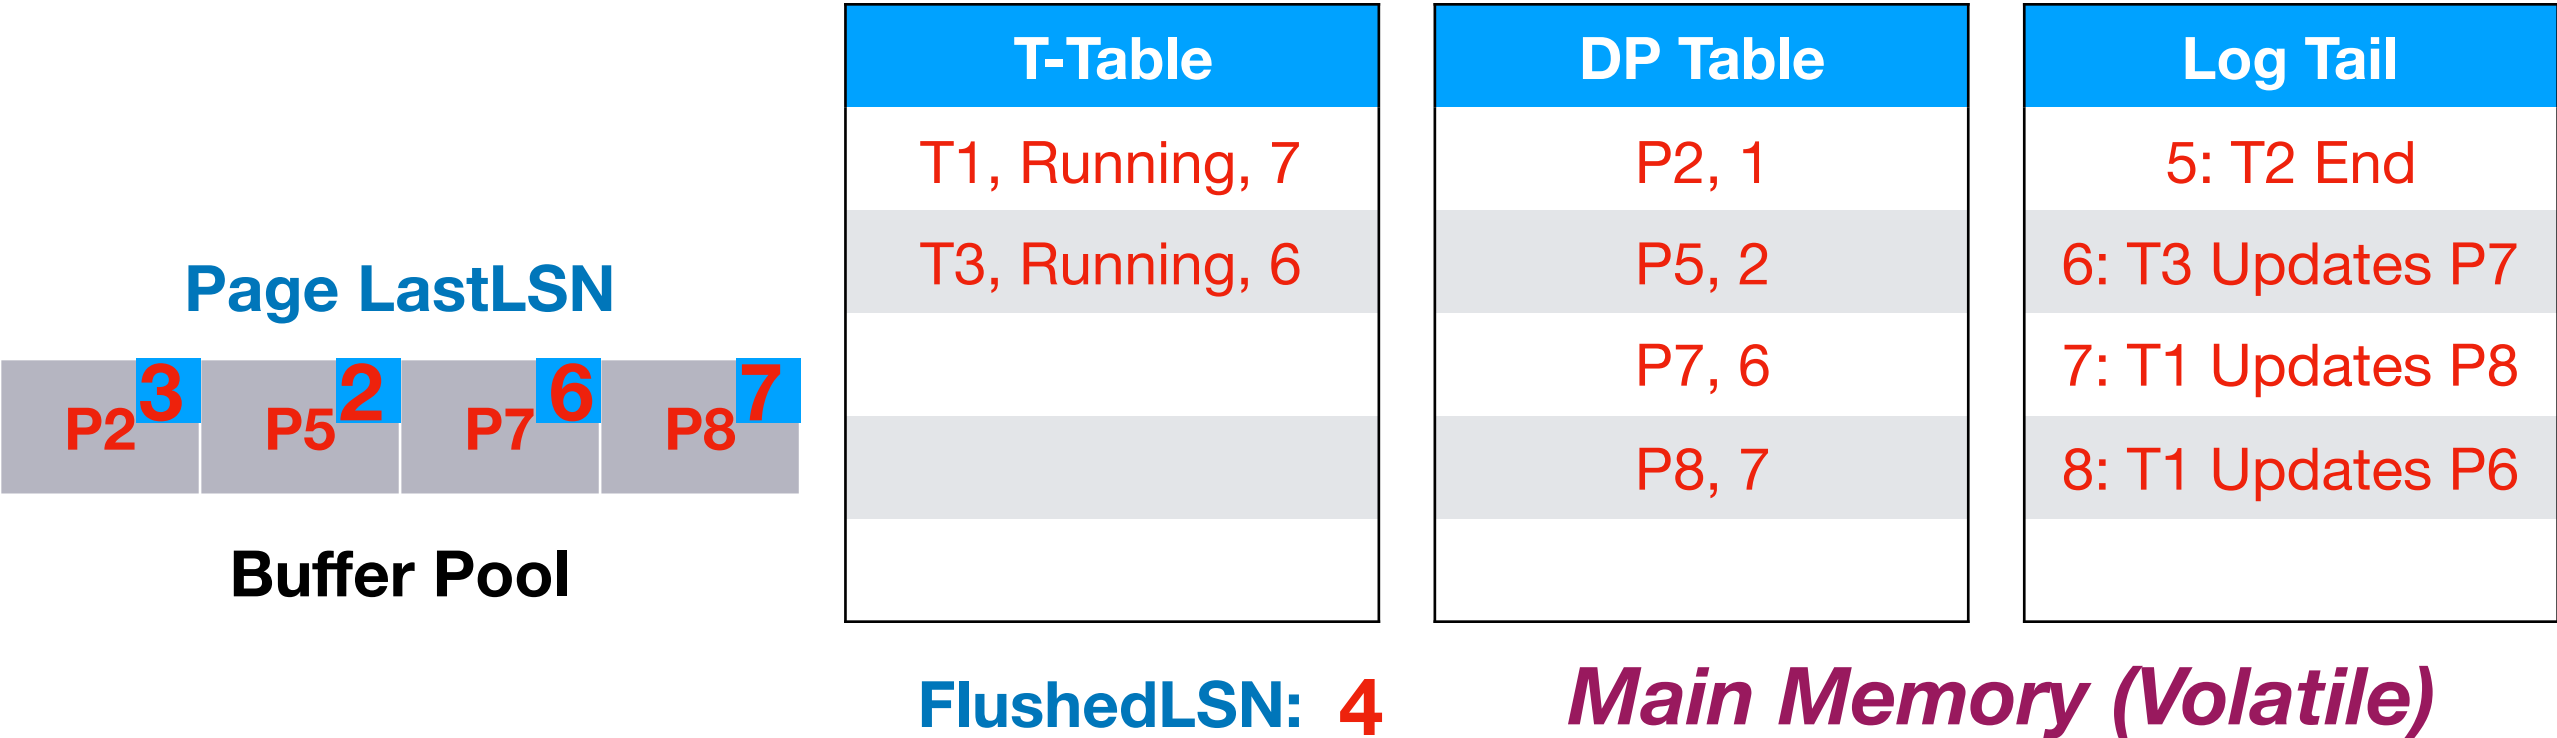 Page LastLSN
P2 3 P5 2 P7 6 P8 7
Buffer Pool
T-Table
T1, Running, 7
T3, Running, 6
DP Table
P2, 1
P5, 2
P7, 6
P8, 7
Log Tail
5: T2 End
6: T3 Updates P7
7: T1 Updates P8
8: T1 Updates P6
FlushedLSN: 4
Main Memory (Volatile)